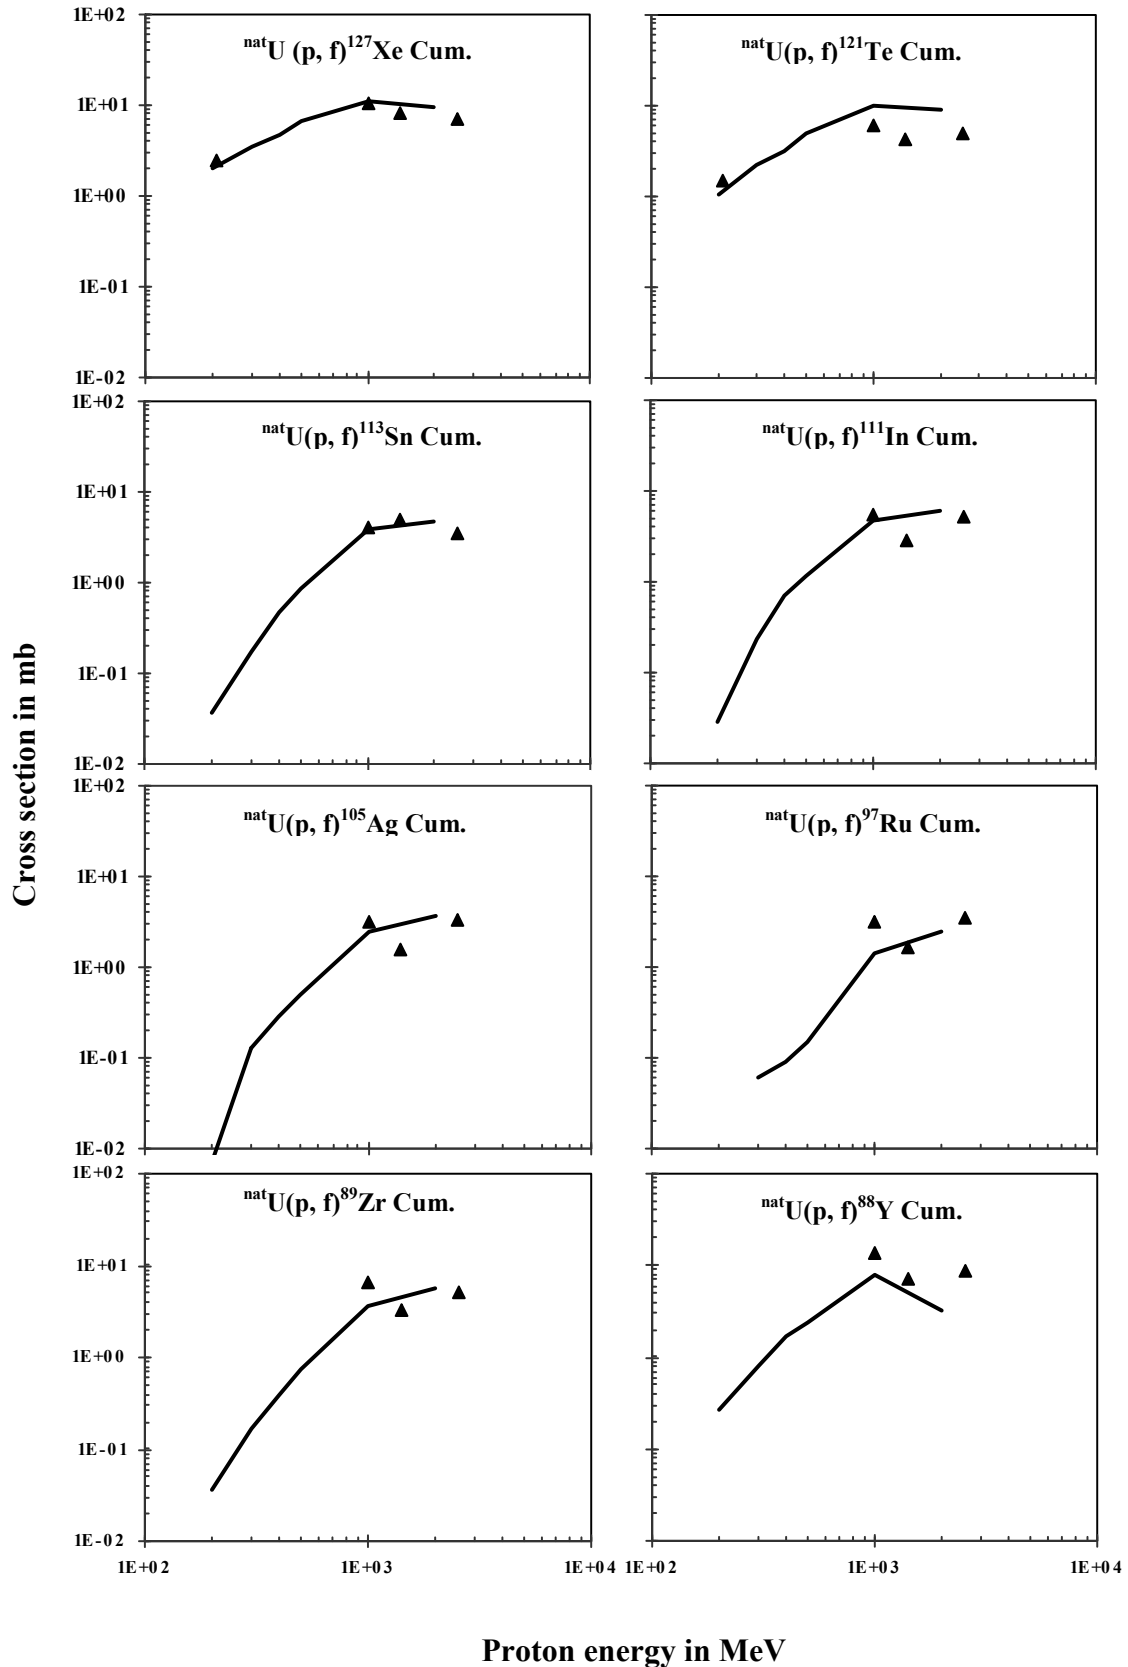 1E+02
1E+01
1E+00
1E-01
1E-02
natU (p, f)127Xe Cum.
natU(p, f)121Te Cum.
1E+02
1E+01
1E+00
1E-01
1E-02
natU(p, f)113Sn Cum.
natU(p, f)111In Cum.
1E+02
1E+01
1E+00
1E-01
1E-02
natU(p, f)105Ag Cum.
natU(p, f)97Ru Cum.
1E+02
1E+01
1E+00
1E-01
1E-02
natU(p, f)89Zr Cum.
natU(p, f)88Y Cum.
1E+02 1E+03 1E+04 1E+02 1E+03 1E+04
Cross section in mb
Proton energy in MeV